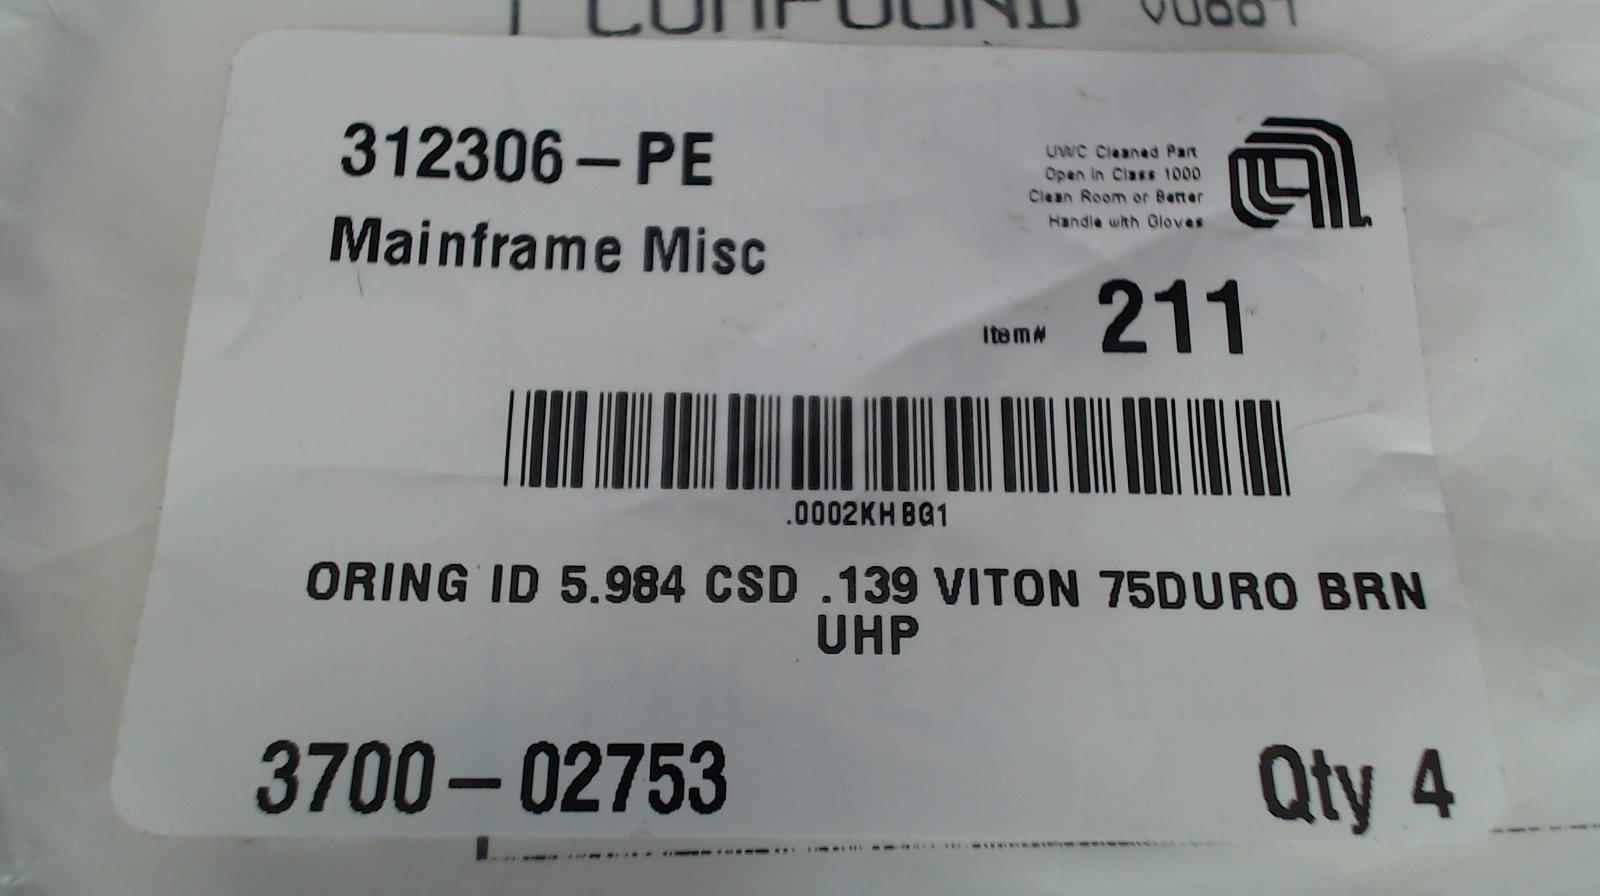 COMPOUND
312306-PE
Mainframe Misc
UWC Cleaned Part
Open in Class 1000
Clean Room or Better
Handle with Gloves
Item# 211
.0002KHBG1
ORING ID 5.984 CSD .139 VITON 75DURO BRN
UHP
3700-02753
Qty 4